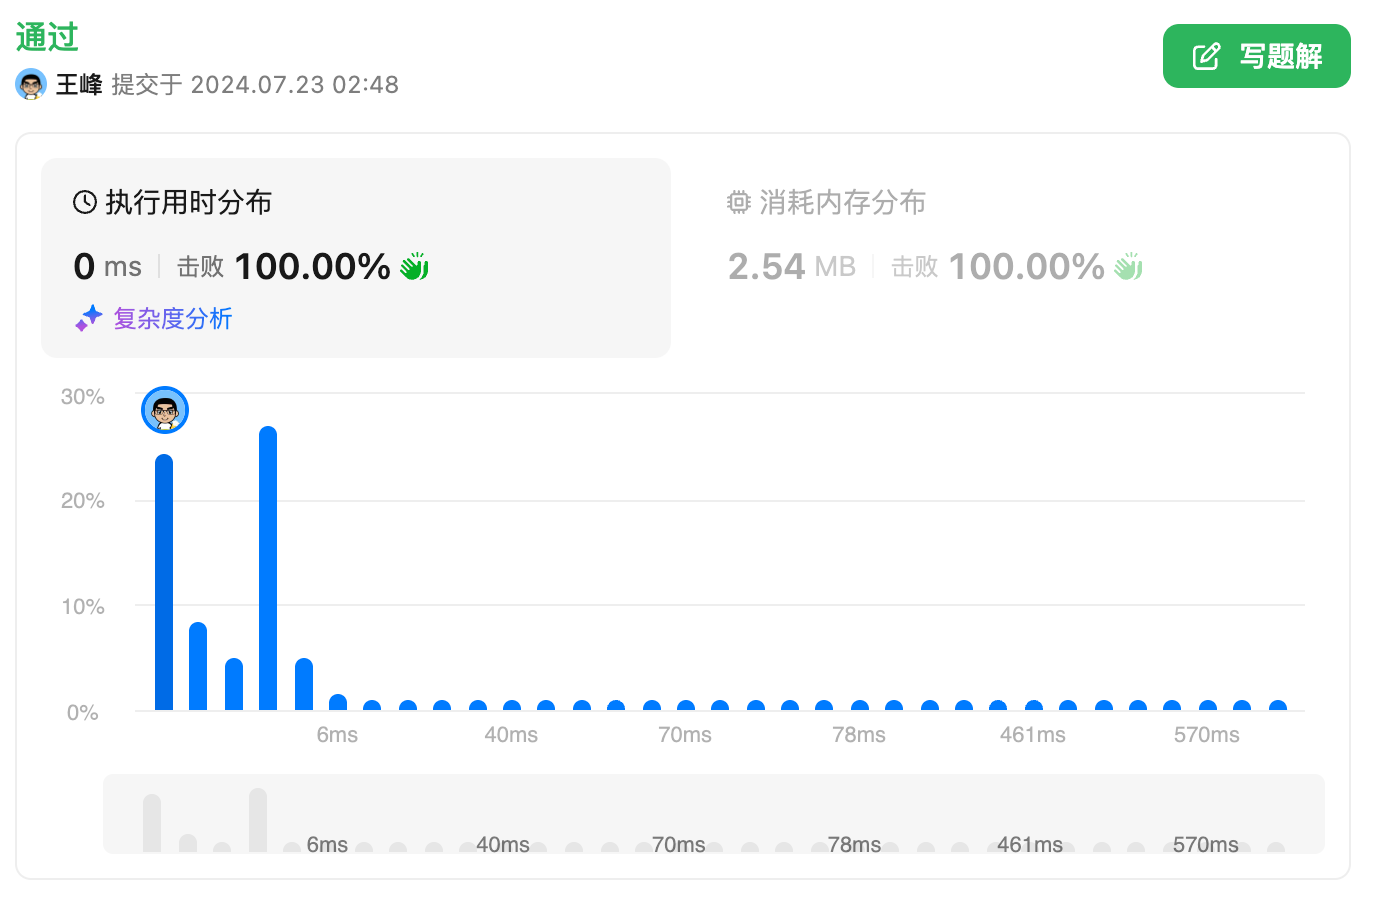 通过
写题解
王峰 提交于 2024.07.23 02:48
执行用时分布
0 ms 击败 100.00%
复杂度分析
消耗内存分布
2.54 MB 击败 100.00%
30%
20%
10%
0%
6ms 40ms 70ms 78ms 461ms 570ms
6ms 40ms 70ms 78ms 461ms 570ms